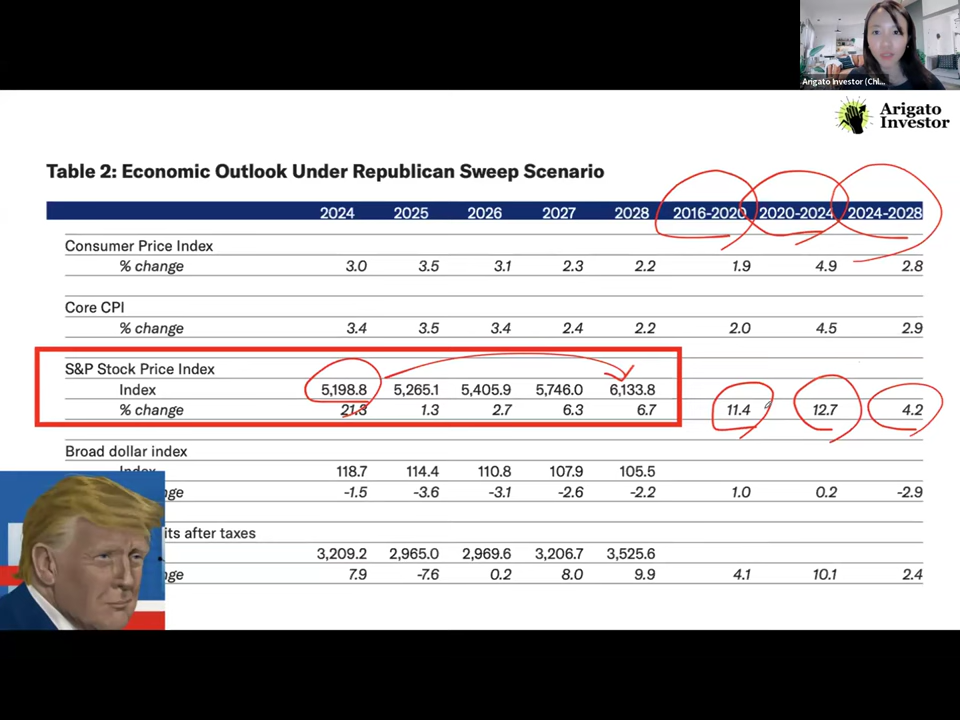 Arigato Investor (Chl...
Arigato
Investor
Table 2: Economic Outlook Under Republican Sweep Scenario
2024 2025 2026 2027 2028 2016-2020 2020-2024 2024-2028
Consumer Price Index
% change 3.0 3.5 3.1 2.3 2.2 1.9 4.9 2.8
Core CPI
% change 3.4 3.5 3.4 2.4 2.2 2.0 4.5 2.9
S&P Stock Price Index
Index 5,198.8 5,265.1 5,405.9 5,746.0 6,133.8
% change 21.3 1.3 2.7 6.3 6.7 11.4 12.7 4.2
Broad dollar index
Index 118.7 114.4 110.8 107.9 105.5
nge -1.5 -3.6 -3.1 -2.6 -2.2 1.0 0.2 -2.9
its after taxes
3,209.2 2,965.0 2,969.6 3,206.7 3,525.6
nge 7.9 -7.6 0.2 8.0 9.9 4.1 10.1 2.4